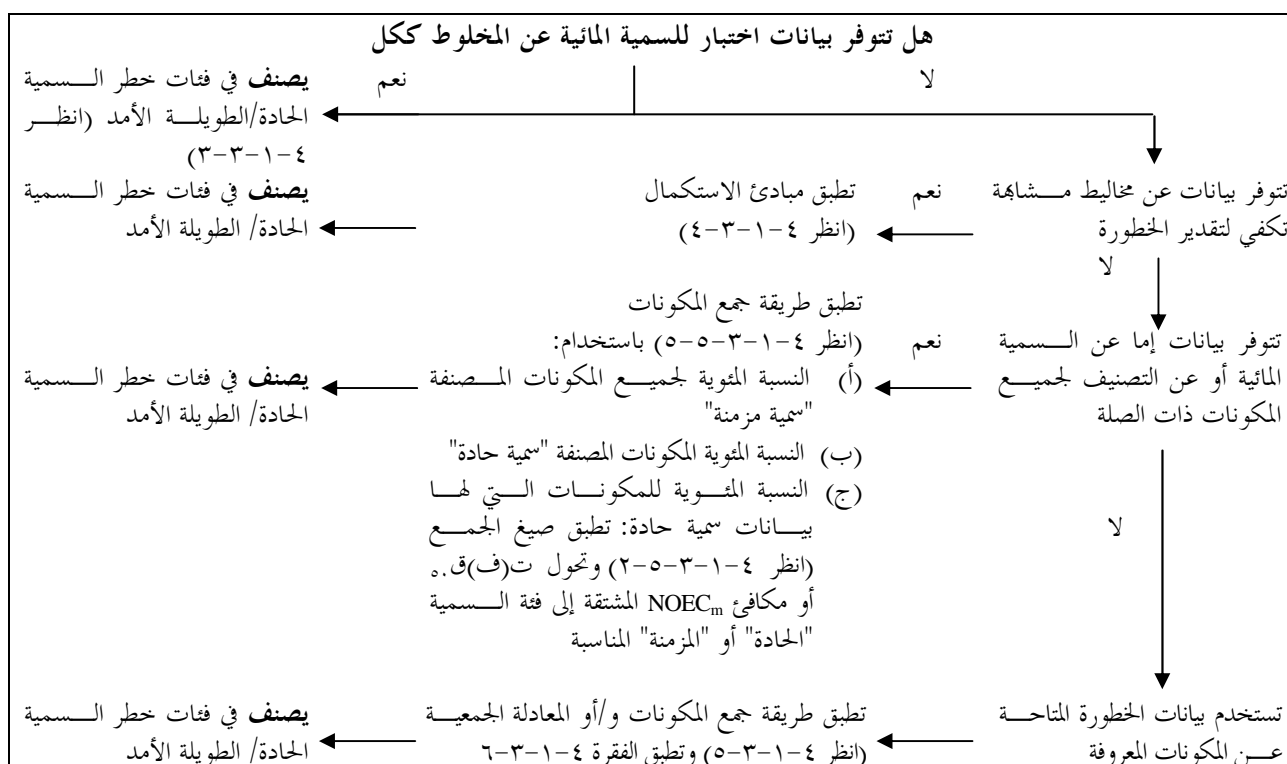 هل تتوفر بيانات اختبار للسمية المائية عن المخلوط ككل
لا
نعم
يصنف في فئات خطر السمية
الحادة/الطويلة الأمد (انظر
٤-١-٣-٣)
تتوفر بيانات عن مخاليط مشابهة
تكفي لتقدير الخطورة
نعم
تطبق مبادئ الاستكمال
(انظر ٤-١-٣-٤)
يصنف في فئات خطر السمية
الحادة/ الطويلة الأمد
لا
تتوفر بيانات إما عن السمية
المائية أو عن التصنيف لجميع
المكونات ذات الصلة
نعم
تطبق طريقة جمع المكونات
(انظر ٤-١-٣-٥-٥) باستخدام:
(أ) النسبة المئوية لجميع المكونات المصنفة
"سمية مزمنة"
(ب) النسبة المئوية المكونات المصنفة "سمية حادة"
(ج) النسبة المئوية للمكونات التي لها
بيانات سمية حادة: تطبق صيغ الجمع
(انظر ٤-١-٣-٥-٢) وتحول ت(ف)ق٥٠
أو مكافئ NOECm المشتقة إلى فئة السمية
"الحادة" أو "المزمنة" المناسبة
يصنف في فئات خطر السمية
الحادة/ الطويلة الأمد
لا
تستخدم بيانات الخطورة المتاحة
عن المكونات المعروفة
تطبق طريقة جمع المكونات و/أو المعادلة الجمعية
(انظر ٤-١-٣-٥) وتطبق الفقرة ٤-١-٣-٦
يصنف في فئات خطر السمية
الحادة/ الطويلة الأمد